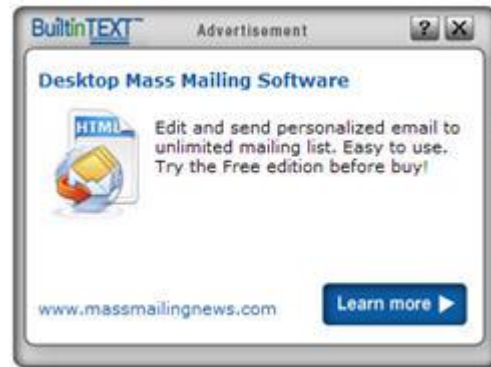 BuiltinTEXT™ Advertisement ? X
Desktop Mass Mailing Software
HTML
Edit and send personalized email to
unlimited mailing list. Easy to use.
Try the Free edition before buy!
www.massmailingnews.com Learn more